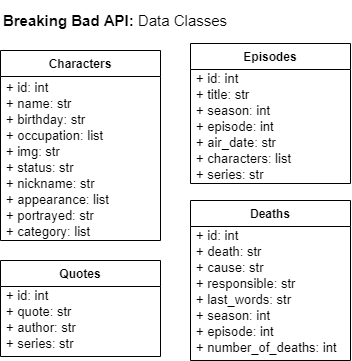 Breaking Bad API: Data Classes
Characters
+ id: int
+ name: str
+ birthday: str
+ occupation: list
+ img: str
+ status: str
+ nickname: str
+ appearance: list
+ portrayed: str
+ category: list
Episodes
+ id: int
+ title: str
+ season: int
+ episode: int
+ air_date: str
+ characters: list
+ series: str
Quotes
+ id: int
+ quote: str
+ author: str
+ series: str
Deaths
+ id: int
+ death: str
+ cause: str
+ responsible: str
+ last_words: str
+ season: int
+ episode: int
+ number_of_deaths: int